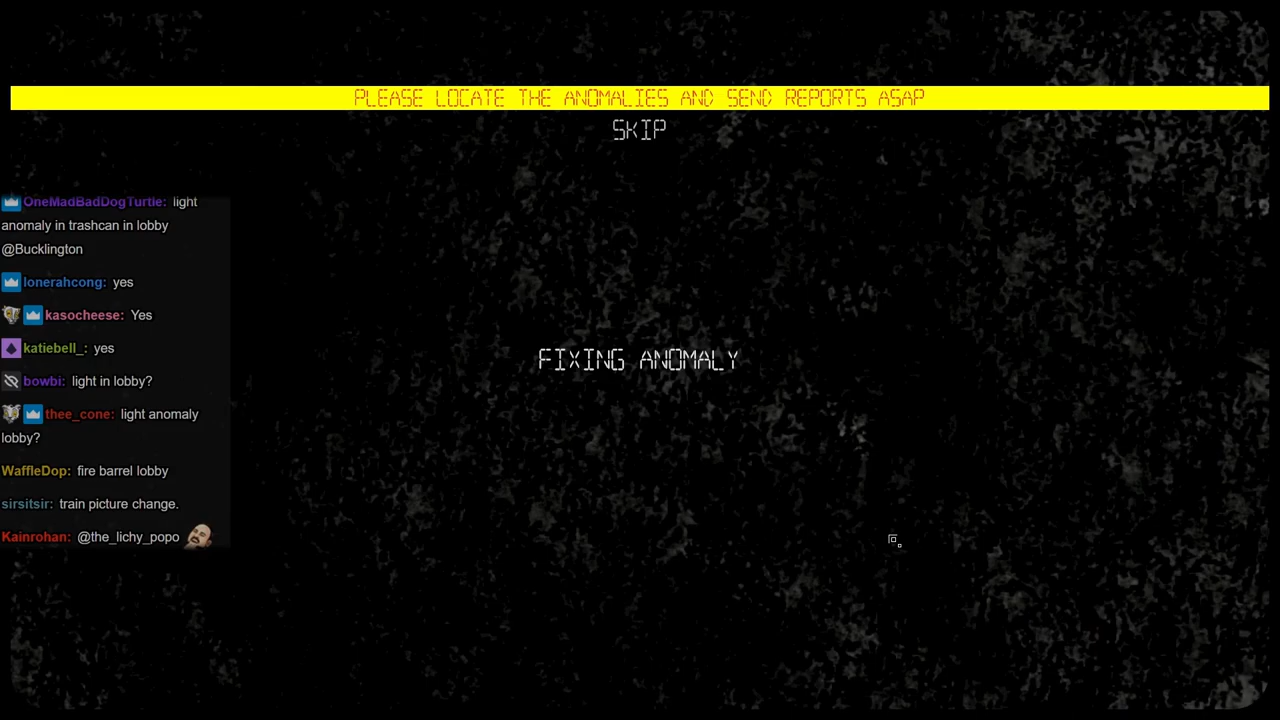 PLEASE LOCATE THE ANOMALIES AND SEND REPORTS ASAP
SKIP
OneMadBadDogTurtle: light
anomaly in trashcan in lobby
@Bucklington
lonerahcong: yes
kasocheese: Yes
katiebell_: yes
bowbi: light in lobby?
thee_cone: light anomaly
lobby?
WaffleDop: fire barrel lobby
sirsitsir: train picture change.
Kainrohan: @the_lichy_popo
FIXING ANOMALY